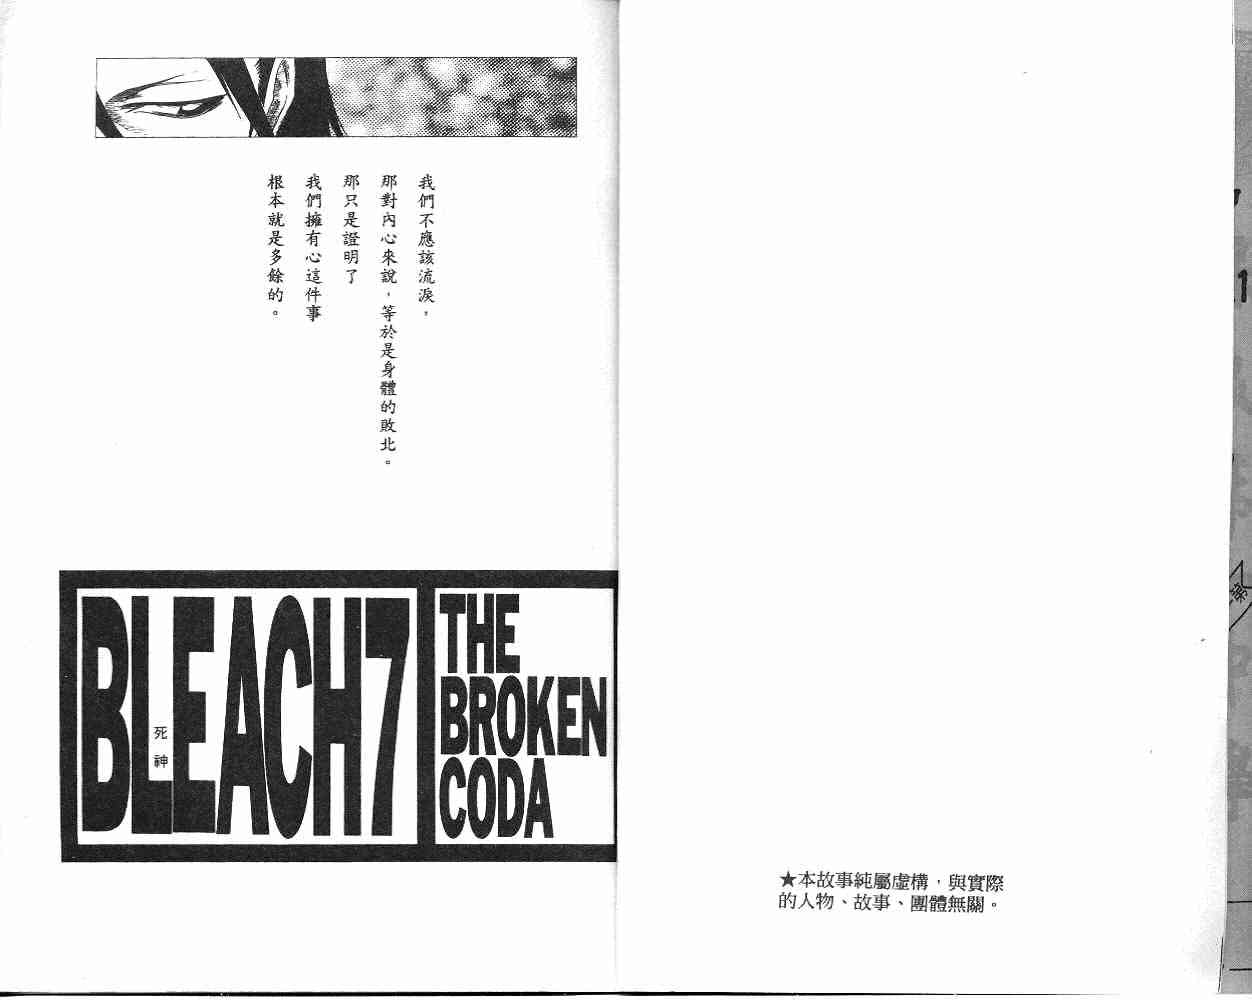 我們不應該流淚，
那對內心來說，等於是身體的敗北。
那只是證明了
我們擁有心這件事
根本就是多餘的。
BLEACH7
死神
THE
BROKEN
CODA
★本故事純屬虛構，與實際
的人物、故事、團體無關。